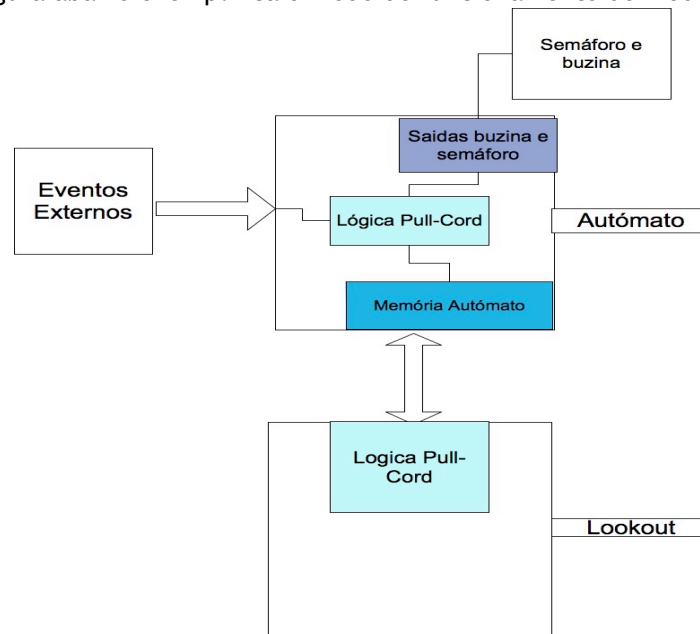 Semáforo e
buzina
Saidas buzina e
semáforo
Eventos
Externos
Lógica Pull-Cord
Autómato
Memória Autómato
Logica Pull-
Cord
Lookout